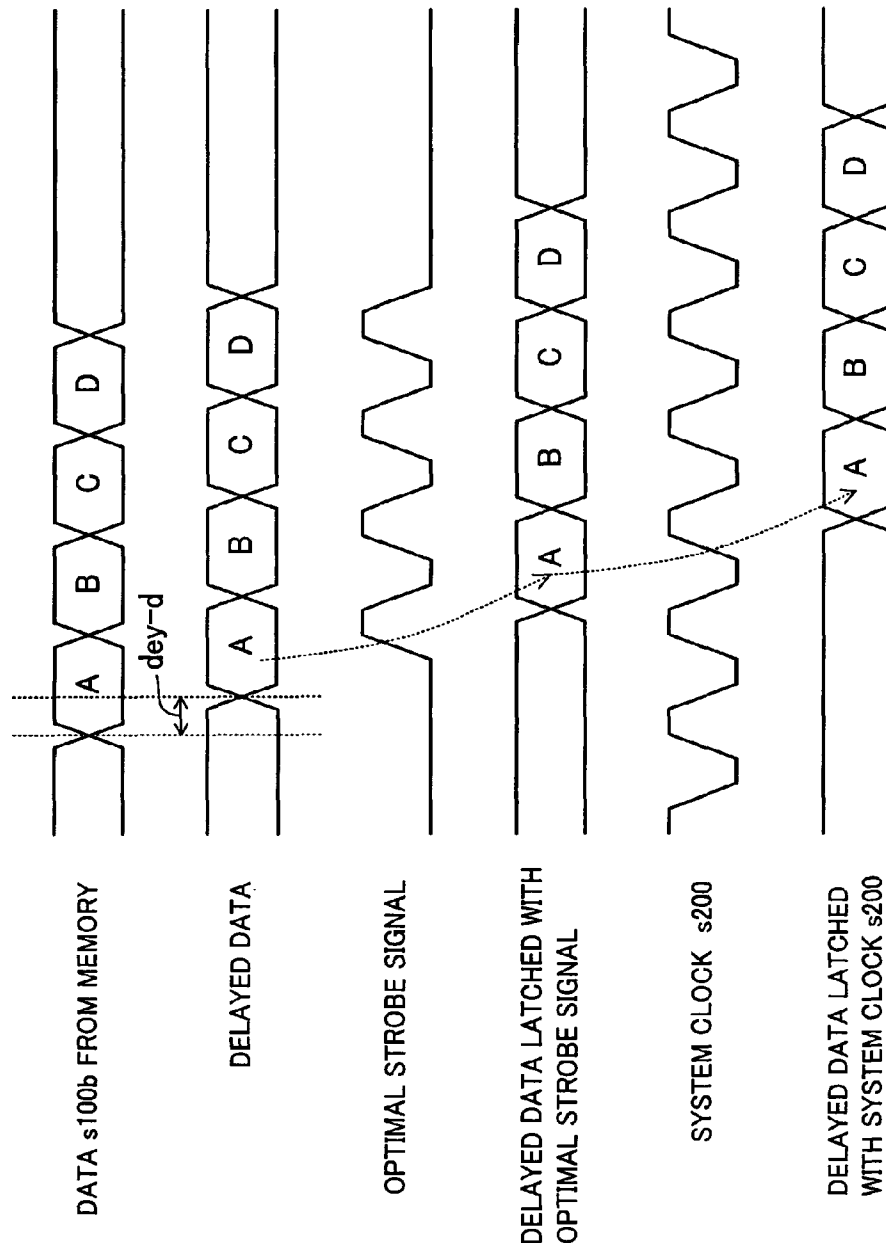 DATA s100b FROM MEMORY
A B C D
dey-d
DELAYED DATA
A B C D
OPTIMAL STROBE SIGNAL
DELAYED DATA LATCHED WITH
OPTIMAL STROBE SIGNAL
A B C D
SYSTEM CLOCK s200
DELAYED DATA LATCHED
WITH SYSTEM CLOCK s200
A B C D